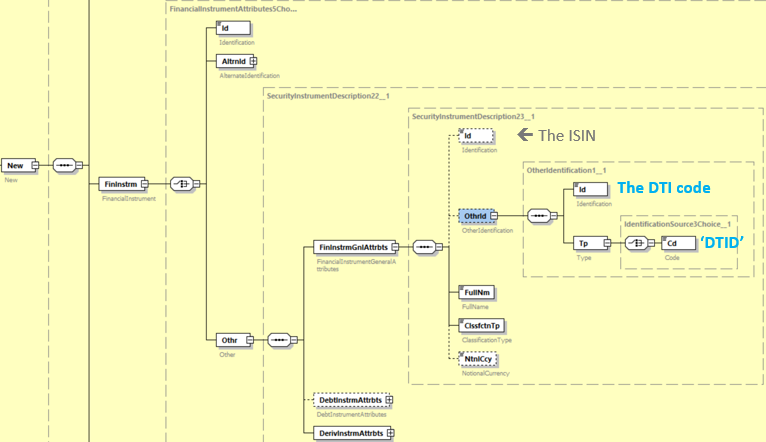 FinancialInstrumentAttributes5Cho...
Id
Identification
AltrnId
AlternateIdentification
SecurityInstrumentDescription22__1
SecurityInstrumentDescription23__1
Id
Identification
← The ISIN
New
New
FinInstrm
FinancialInstrument
OtherIdentification1__1
Id
Identification
The DTI code
OthrId
OtherIdentification
IdentificationSource3Choice__1
Tp
Type
Cd
Code
‘DTID’
FinInstrmGnlAttrbts
FinancialInstrumentGeneralA
ttributes
FullNm
FullName
ClssfctnTp
ClassificationType
Othr
Other
NtnlCcy
NotionalCurrency
DebtInstrmAttrbts
DebtInstrumentAttributes
DerivInstrmAttrbts